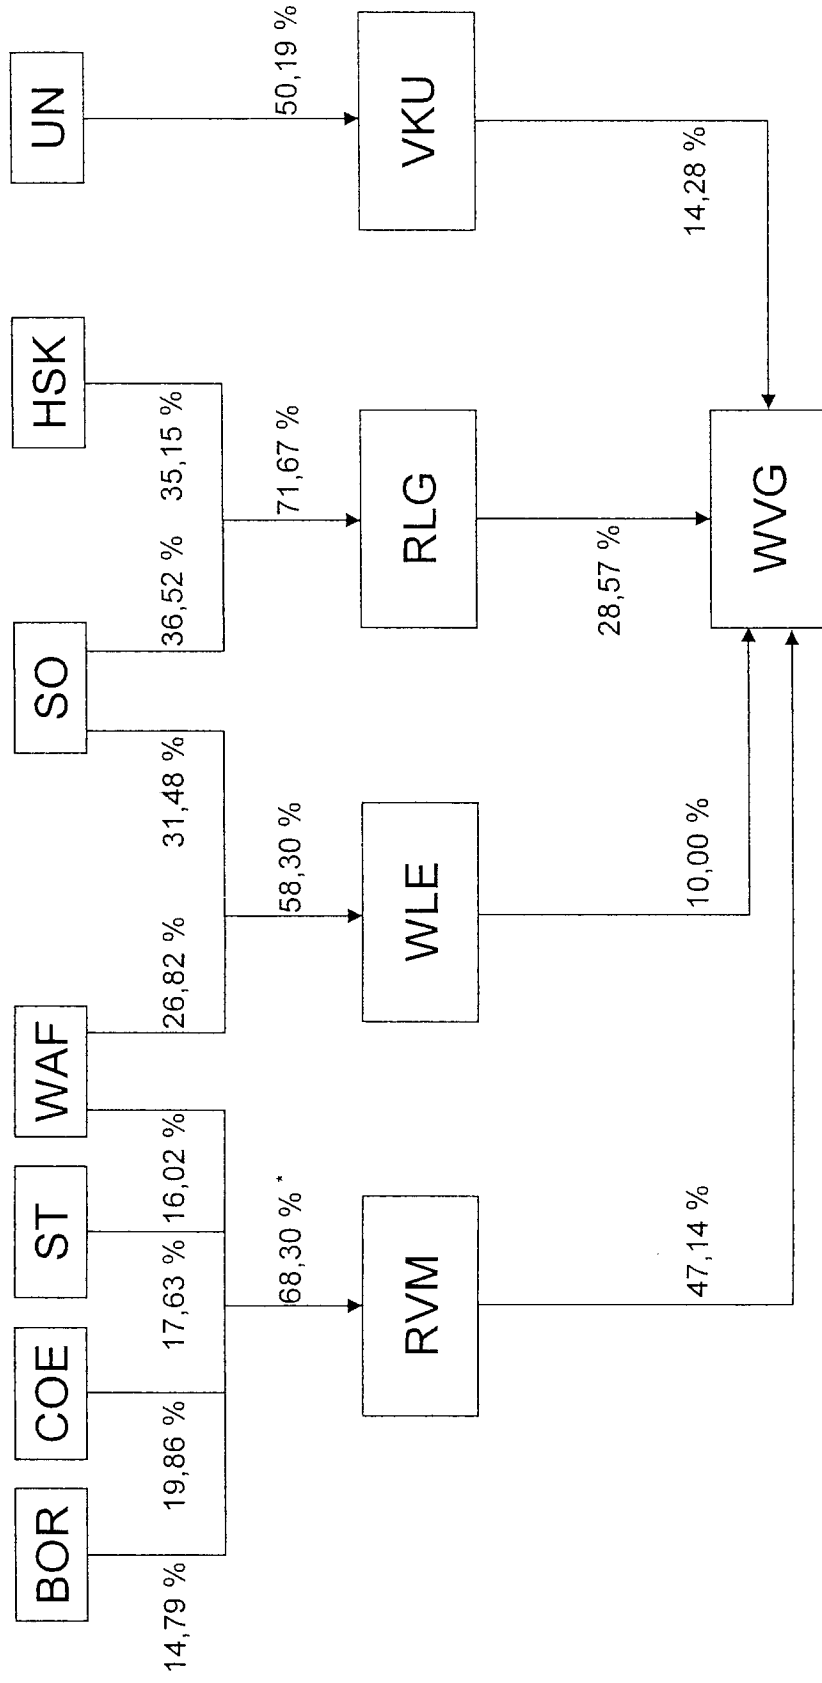 BOR
COE
ST
WAF
SO
HSK
UN
14,79 %
19,86 %
17,63 %
16,02 %
26,82 %
31,48 %
36,52 %
35,15 %
68,30 % *
58,30 %
71,67 %
50,19 %
RVM
WLE
RLG
VKU
47,14 %
10,00 %
28,57 %
14,28 %
WVG